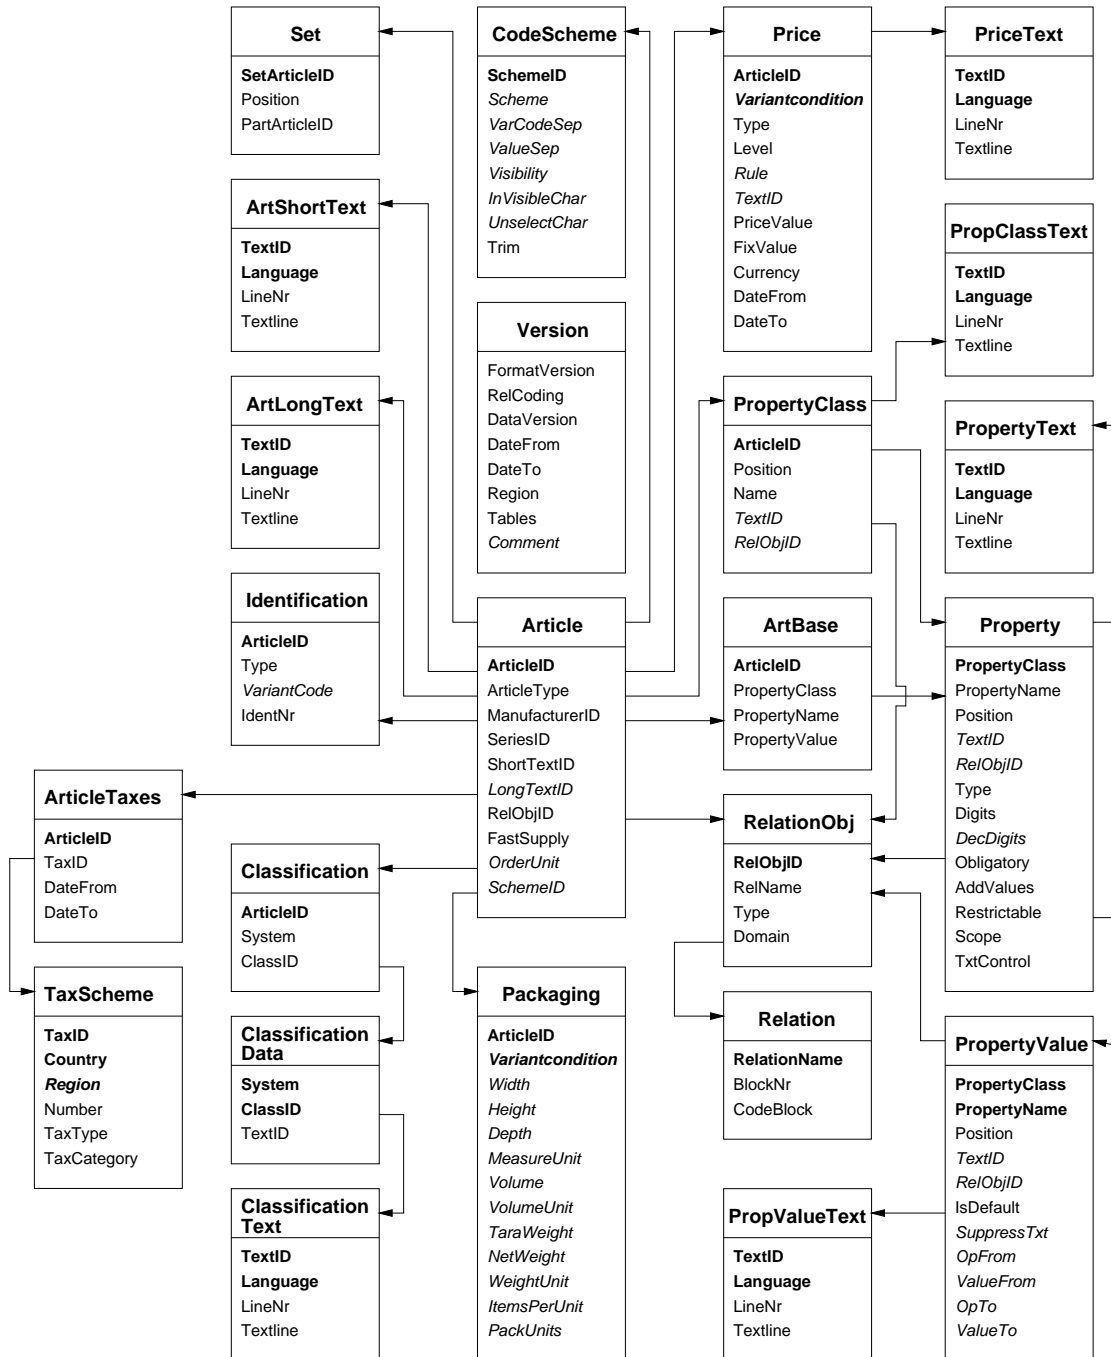 Set
SetArticleID
Position
PartArticleID
CodeScheme
SchemeID
Scheme
VarCodeSep
ValueSep
Visibility
InVisibleChar
UnselectChar
Trim
Price
ArticleID
Variantcondition
Type
Level
Rule
TextID
PriceValue
FixValue
Currency
DateFrom
DateTo
PriceText
TextID
Language
LineNr
Textline
ArtShortText
TextID
Language
LineNr
Textline
PropClassText
TextID
Language
LineNr
Textline
Version
FormatVersion
RelCoding
DataVersion
DateFrom
DateTo
Region
Tables
Comment
ArtLongText
TextID
Language
LineNr
Textline
PropertyClass
ArticleID
Position
Name
TextID
RelObjID
PropertyText
TextID
Language
LineNr
Textline
Identification
ArticleID
Type
VariantCode
IdentNr
Article
ArticleID
ArticleType
ManufacturerID
SeriesID
ShortTextID
LongTextID
RelObjID
FastSupply
OrderUnit
SchemeID
ArtBase
ArticleID
PropertyClass
PropertyName
PropertyValue
Property
PropertyClass
PropertyName
Position
TextID
RelObjID
Type
Digits
DecDigits
Obligatory
AddValues
Restrictable
Scope
TxtControl
ArticleTaxes
ArticleID
TaxID
DateFrom
DateTo
Classification
ArticleID
System
ClassID
RelationObj
RelObjID
RelName
Type
Domain
TaxScheme
TaxID
Country
Region
Number
TaxType
TaxCategory
Classification
Data
System
ClassID
TextID
Packaging
ArticleID
Variantcondition
Width
Height
Depth
MeasureUnit
Volume
VolumeUnit
TaraWeight
NetWeight
WeightUnit
ItemsPerUnit
PackUnits
Relation
RelationName
BlockNr
CodeBlock
PropertyValue
PropertyClass
PropertyName
Position
TextID
RelObjID
IsDefault
SuppressTxt
OpFrom
ValueFrom
OpTo
ValueTo
Classification
Text
TextID
Language
LineNr
Textline
PropValueText
TextID
Language
LineNr
Textline